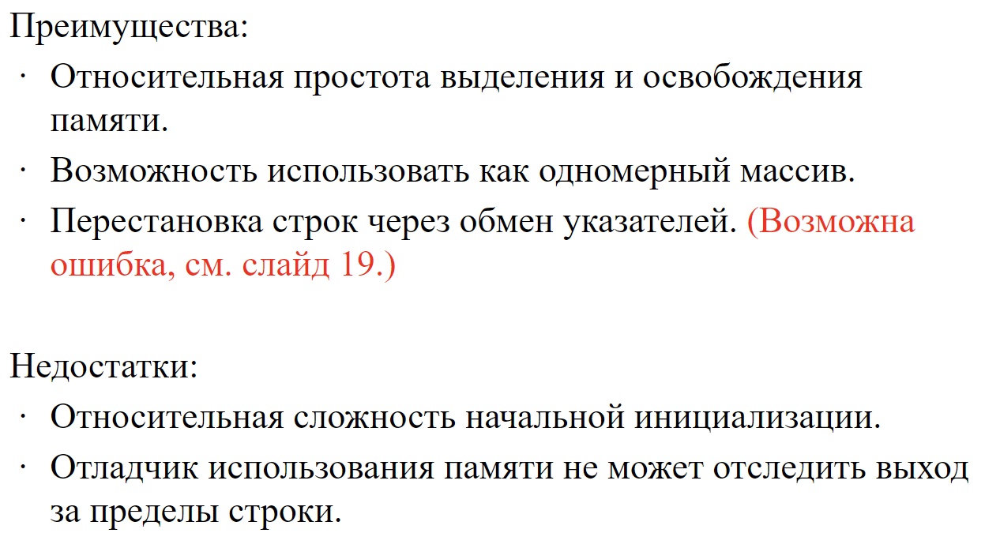 Преимущества:
· Относительная простота выделения и освобождения
памяти.
· Возможность использовать как одномерный массив.
· Перестановка строк через обмен указателей. (Возможна
ошибка, см. слайд 19.)
Недостатки:
· Относительная сложность начальной инициализации.
· Отладчик использования памяти не может отследить выход
за пределы строки.